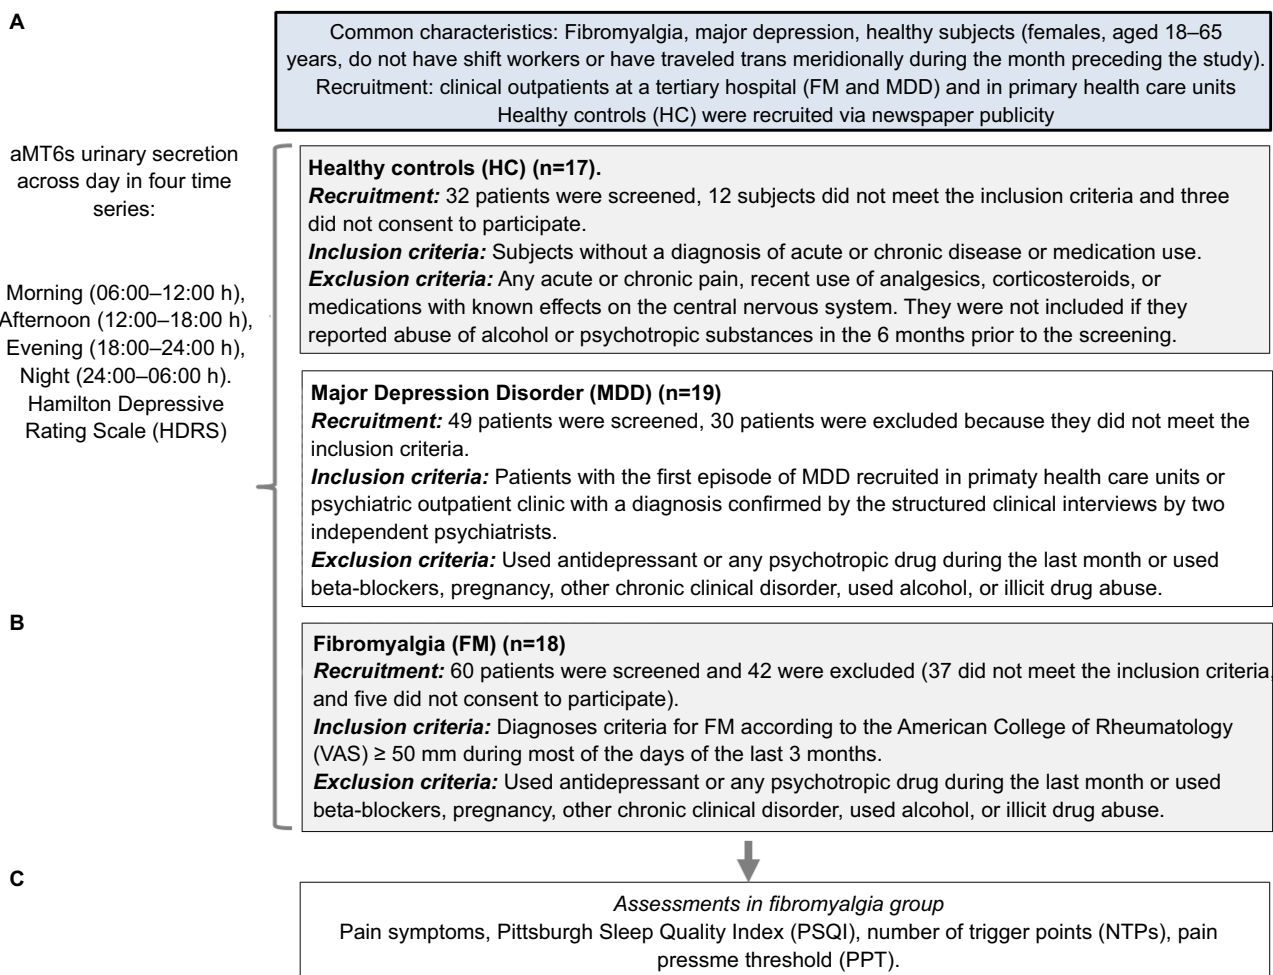 A
Common characteristics: Fibromyalgia, major depression, healthy subjects (females, aged 18–65
years, do not have shift workers or have traveled trans meridionally during the month preceding the study).
Recruitment: clinical outpatients at a tertiary hospital (FM and MDD) and in primary health care units
Healthy controls (HC) were recruited via newspaper publicity
aMT6s urinary secretion
across day in four time
series:
Morning (06:00–12:00 h),
Afternoon (12:00–18:00 h),
Evening (18:00–24:00 h),
Night (24:00–06:00 h).
Hamilton Depressive
Rating Scale (HDRS)
Healthy controls (HC) (n=17).
Recruitment: 32 patients were screened, 12 subjects did not meet the inclusion criteria and three
did not consent to participate.
Inclusion criteria: Subjects without a diagnosis of acute or chronic disease or medication use.
Exclusion criteria: Any acute or chronic pain, recent use of analgesics, corticosteroids, or
medications with known effects on the central nervous system. They were not included if they
reported abuse of alcohol or psychotropic substances in the 6 months prior to the screening.
Major Depression Disorder (MDD) (n=19)
Recruitment: 49 patients were screened, 30 patients were excluded because they did not meet the
inclusion criteria.
Inclusion criteria: Patients with the first episode of MDD recruited in primaty health care units or
psychiatric outpatient clinic with a diagnosis confirmed by the structured clinical interviews by two
independent psychiatrists.
Exclusion criteria: Used antidepressant or any psychotropic drug during the last month or used
beta-blockers, pregnancy, other chronic clinical disorder, used alcohol, or illicit drug abuse.
B
Fibromyalgia (FM) (n=18)
Recruitment: 60 patients were screened and 42 were excluded (37 did not meet the inclusion criteria,
and five did not consent to participate).
Inclusion criteria: Diagnoses criteria for FM according to the American College of Rheumatology
(VAS) ≥ 50 mm during most of the days of the last 3 months.
Exclusion criteria: Used antidepressant or any psychotropic drug during the last month or used
beta-blockers, pregnancy, other chronic clinical disorder, used alcohol, or illicit drug abuse.
C
Assessments in fibromyalgia group
Pain symptoms, Pittsburgh Sleep Quality Index (PSQI), number of trigger points (NTPs), pain
pressme threshold (PPT).